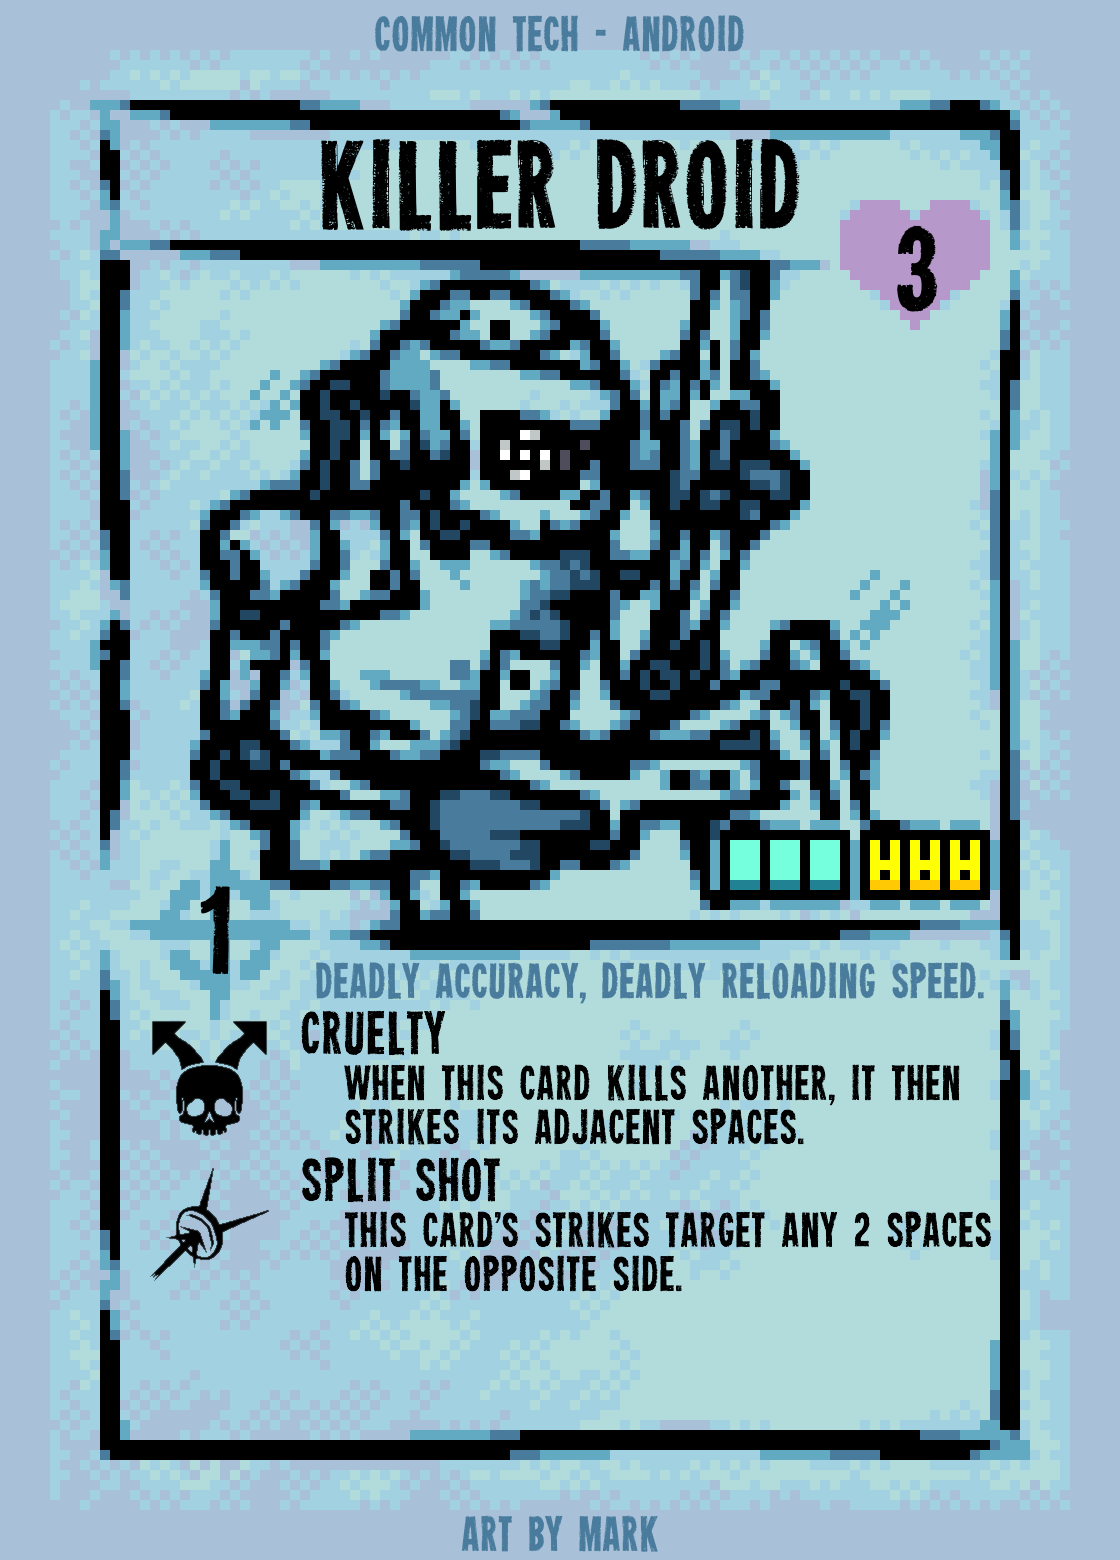 COMMON TECH - ANDROID
KILLER DROID
3
1
DEADLY ACCURACY, DEADLY RELOADING SPEED.
CRUELTY
WHEN THIS CARD KILLS ANOTHER, IT THEN
STRIKES ITS ADJACENT SPACES.
SPLIT SHOT
THIS CARD'S STRIKES TARGET ANY 2 SPACES
ON THE OPPOSITE SIDE.
ART BY MARK